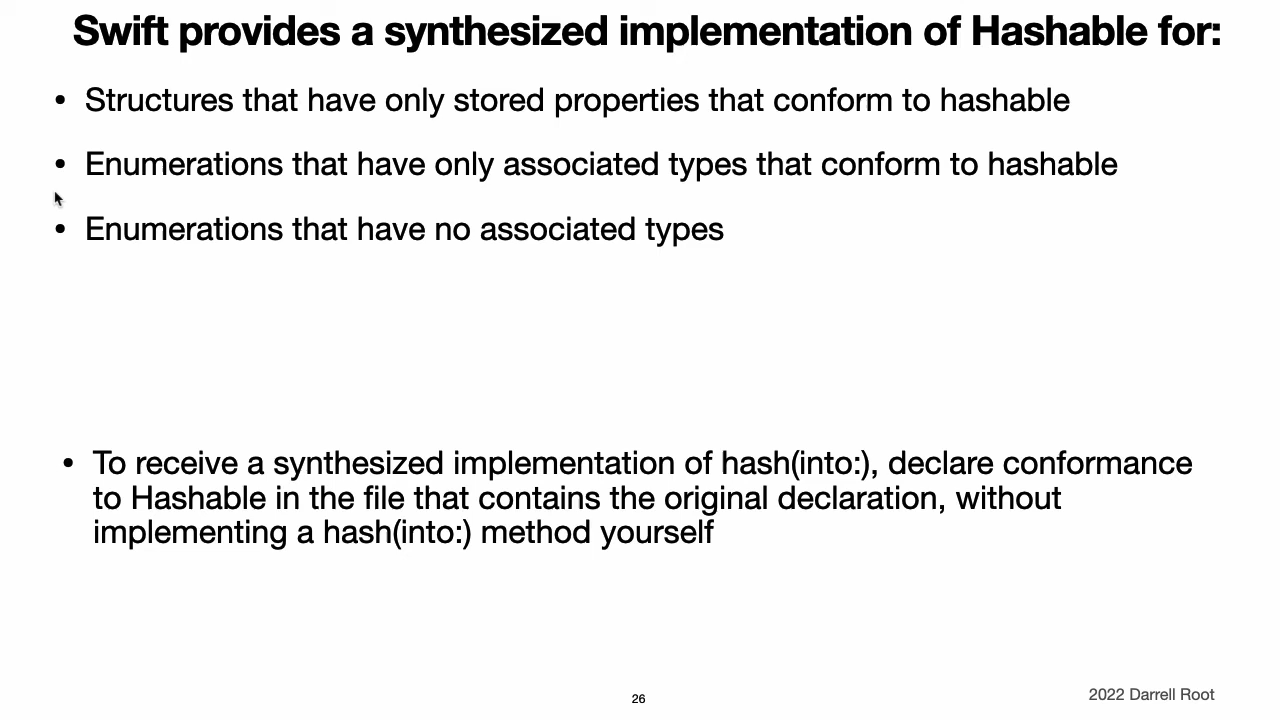 Swift provides a synthesized implementation of Hashable for:
• Structures that have only stored properties that conform to hashable
• Enumerations that have only associated types that conform to hashable
• Enumerations that have no associated types
• To receive a synthesized implementation of hash(into:), declare conformance
to Hashable in the file that contains the original declaration, without
implementing a hash(into:) method yourself
26
2022 Darrell Root